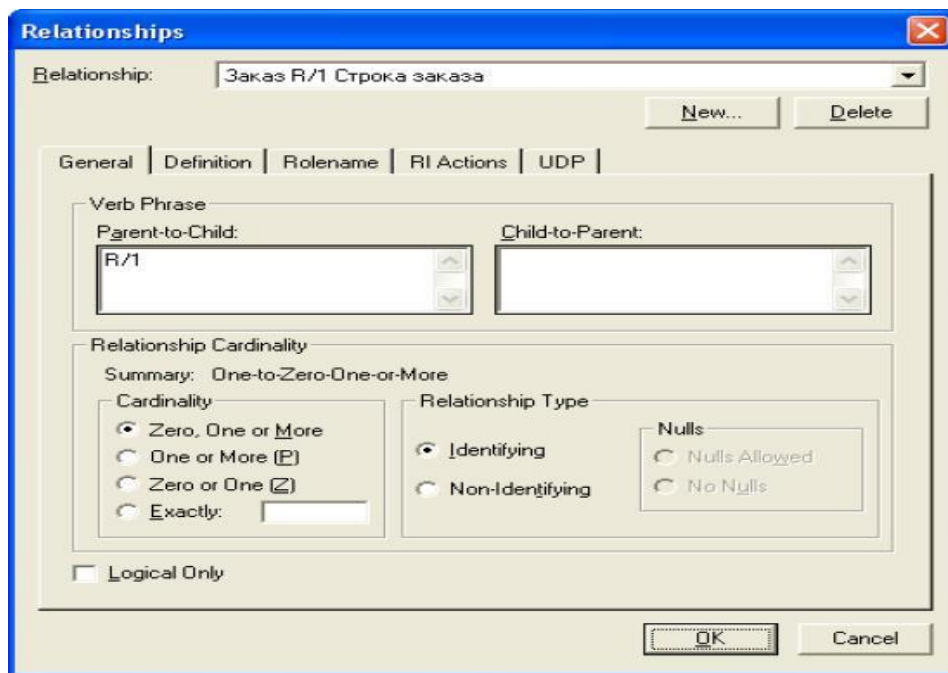 Relationships
Relationship: Заказ R/1 Строка заказа
New... Delete
General Definition Rolename RI Actions UDP
Verb Phrase
Parent-to-Child: Child-to-Parent:
R/1
Relationship Cardinality
Summary: One-to-Zero-One-or-More
Cardinality Relationship Type
Zero, One or More Nulls
Identifying Nulls Allowed
One or More (P)
Zero or One (Z) Non-Identifying No Nulls
Exactly:
Logical Only
OK Cancel